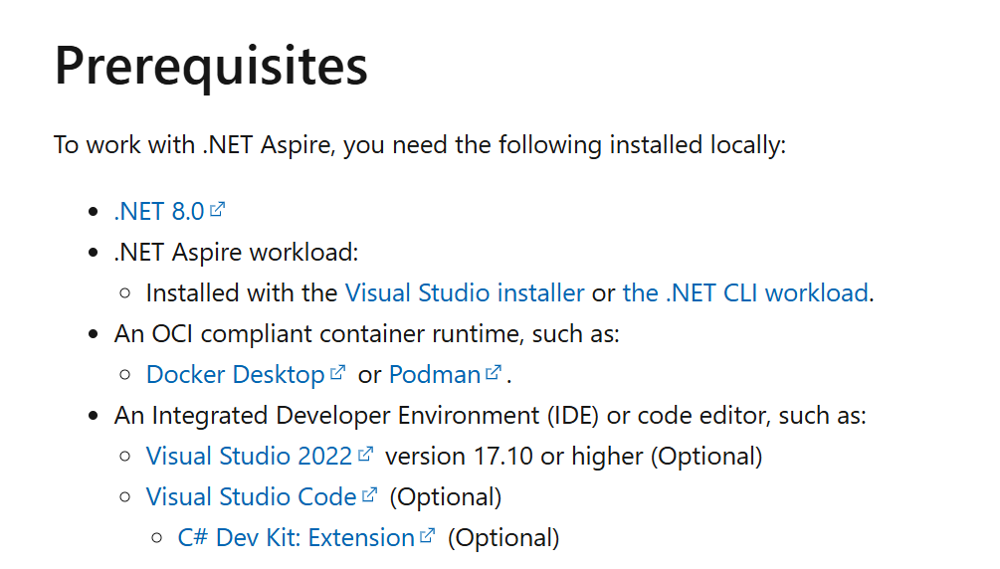 Prerequisites
To work with .NET Aspire, you need the following installed locally:
• .NET 8.0
• .NET Aspire workload:
○ Installed with the Visual Studio installer or the .NET CLI workload.
• An OCI compliant container runtime, such as:
○ Docker Desktop or Podman.
• An Integrated Developer Environment (IDE) or code editor, such as:
○ Visual Studio 2022 version 17.10 or higher (Optional)
○ Visual Studio Code (Optional)
○ C# Dev Kit: Extension (Optional)